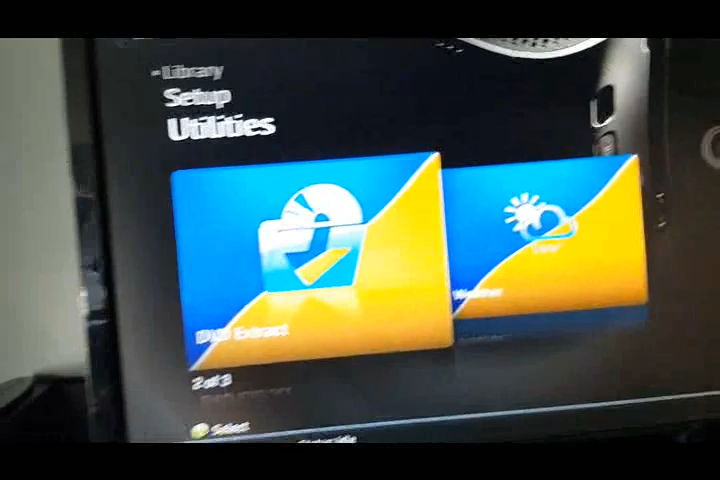 Library
Setup
Utilities
DVD Extract
Weather
2 of 3
Select